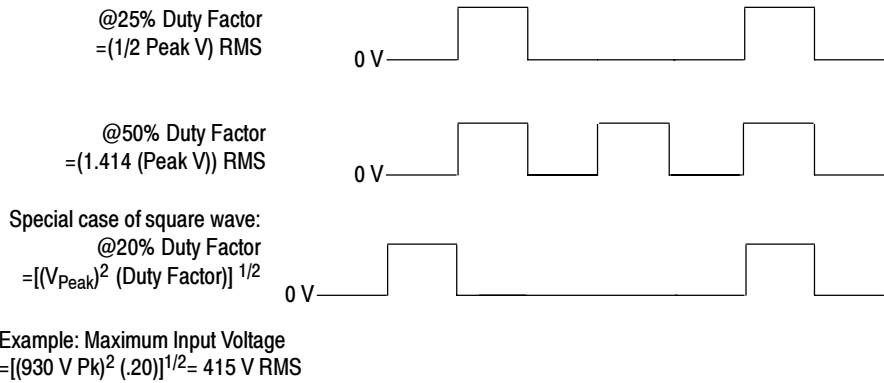 @25% Duty Factor
=(1/2 Peak V) RMS
0 V
@50% Duty Factor
=(1.414 (Peak V)) RMS
0 V
Special case of square wave:
@20% Duty Factor
=[(V_Peak)² (Duty Factor)] ¹/²
0 V
Example: Maximum Input Voltage
=[(930 V Pk)² (.20)]¹/²= 415 V RMS